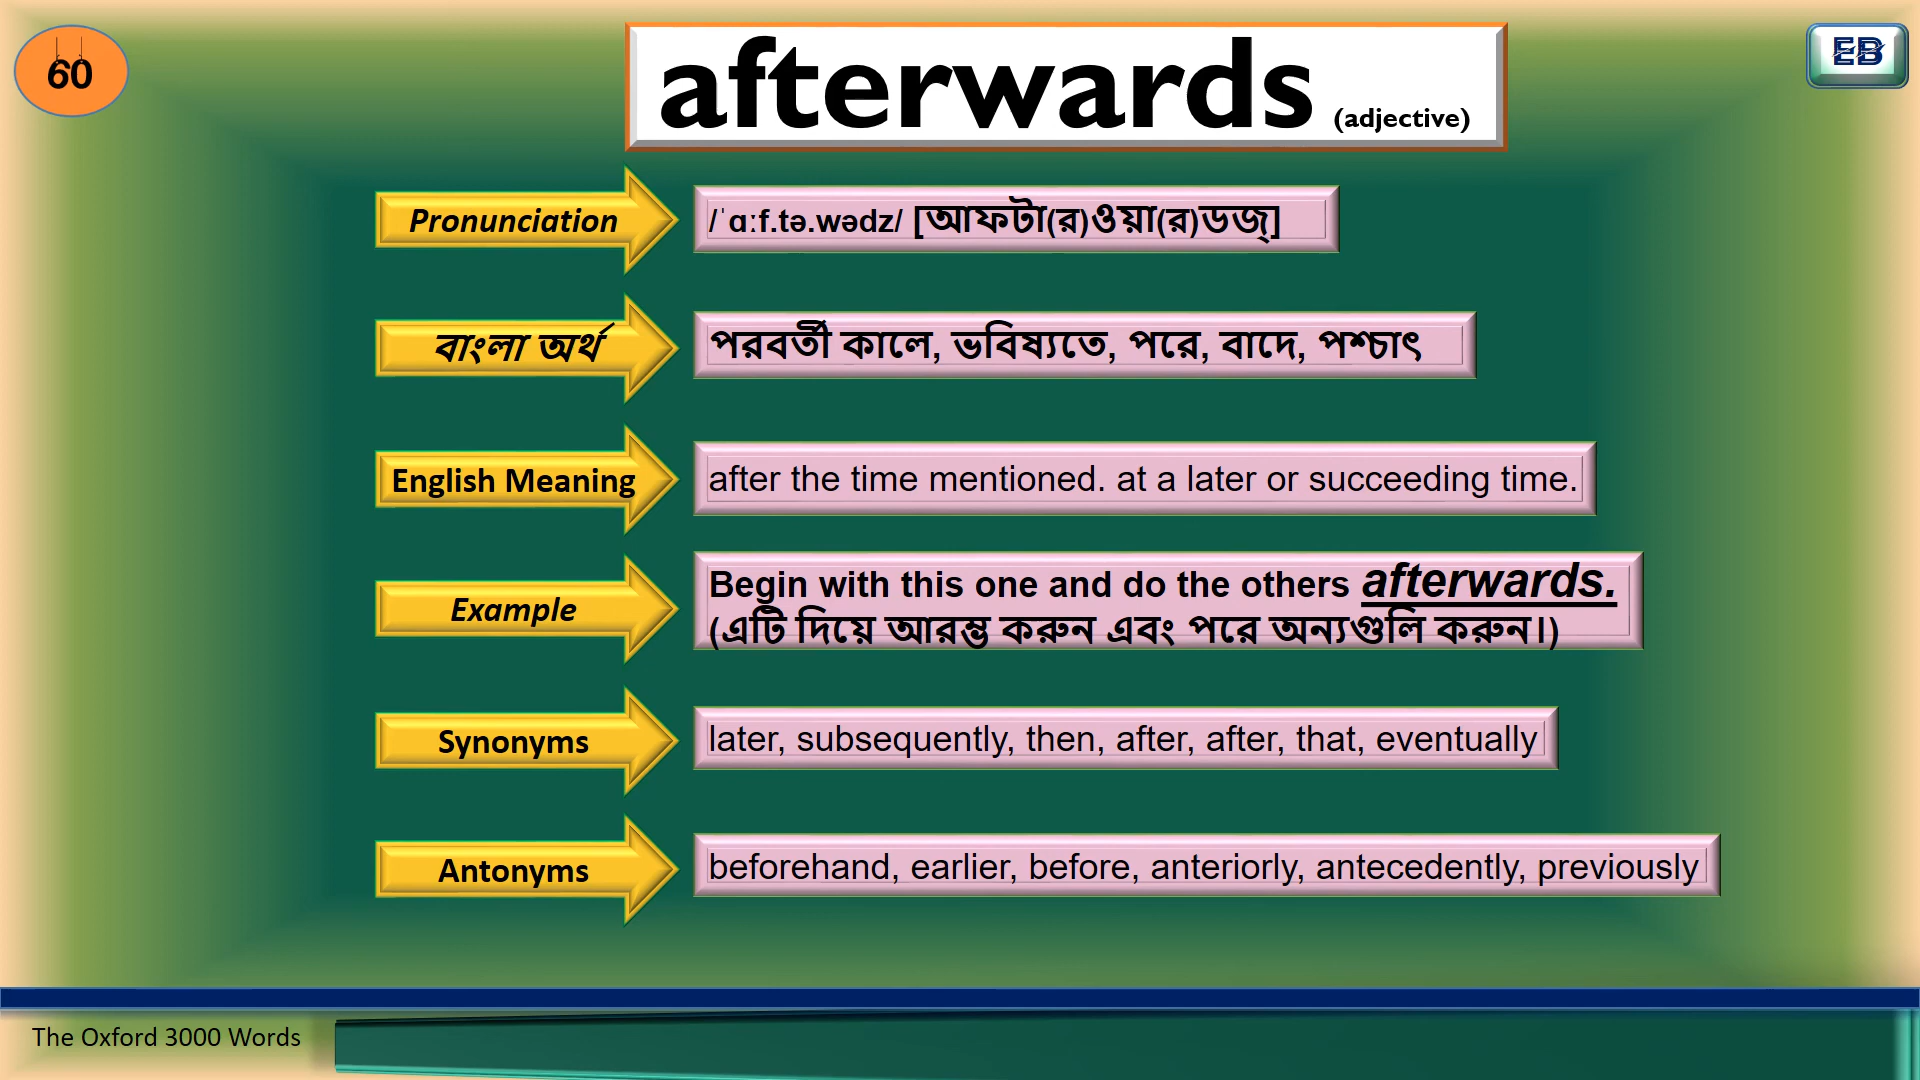 60
afterwards (adjective)
EB
Pronunciation
/ˈɑːf.tə.wədz/ [আফটা(র)ওয়া(র)ডজ্]
বাংলা অর্থ
পরবর্তী কালে, ভবিষ্যতে, পরে, বাদে, পশ্চাৎ
English Meaning
after the time mentioned. at a later or succeeding time.
Example
Begin with this one and do the others afterwards.
(এটি দিয়ে আরম্ভ করুন এবং পরে অন্যগুলি করুন।)
Synonyms
later, subsequently, then, after, after, that, eventually
Antonyms
beforehand, earlier, before, anteriorly, antecedently, previously
The Oxford 3000 Words